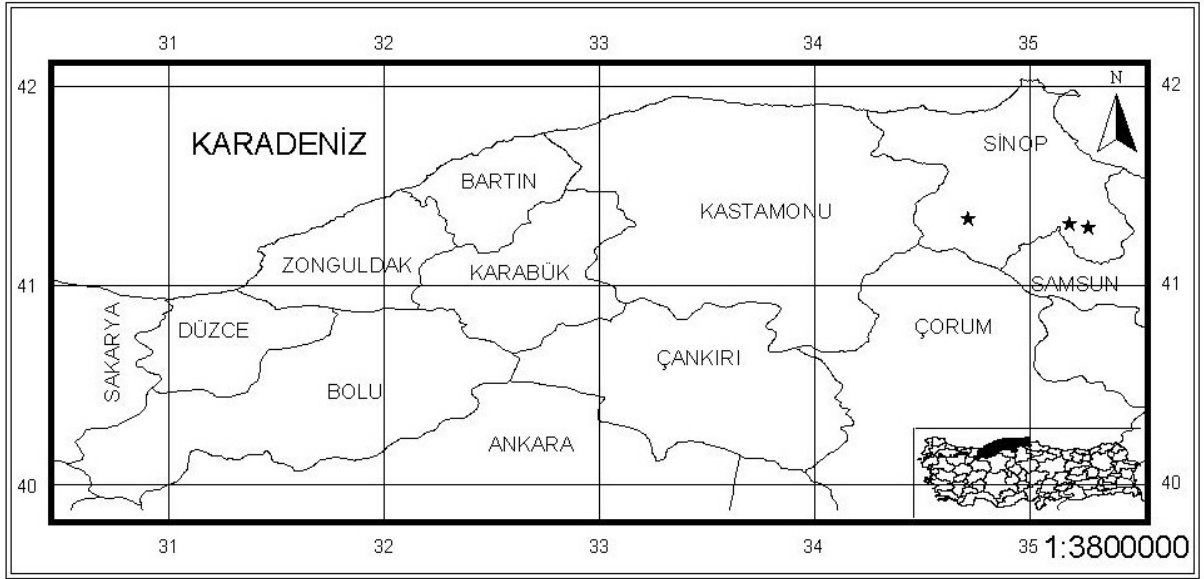 31 32 33 34 35
42 42
N
KARADENİZ
SİNOP
BARTIN
KASTAMONU
ZONGULDAK
KARABÜK
41 41
SAMSUN
SAKARYA
DÜZCE
ÇORUM
ÇANKIRI
BOLU
ANKARA
40 40
31 32 33 34 35
1:3800000